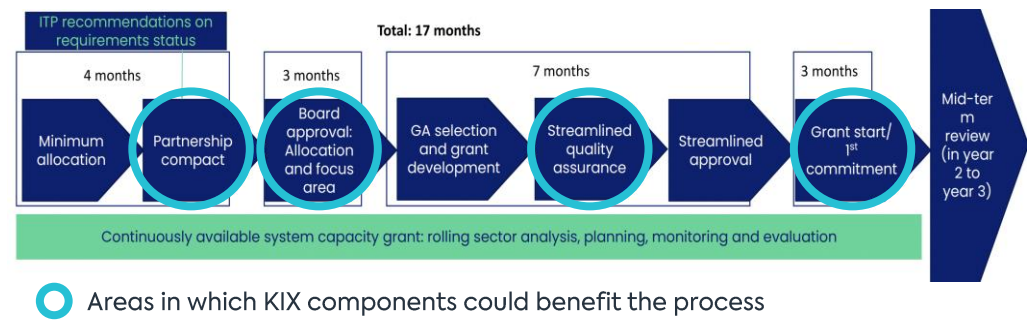 ITP recommendations on
requirements status
Total: 17 months
4 months
3 months
7 months
3 months
Minimum
allocation
Partnership
compact
Board
approval:
Allocation
and focus
area
GA selection
and grant
development
Streamlined
quality
assurance
Streamlined
approval
Grant start/
1st
commitment
Mid-ter
m
review
(in year
2 to
year 3)
Continuously available system capacity grant: rolling sector analysis, planning, monitoring and evaluation
Areas in which KIX components could benefit the process